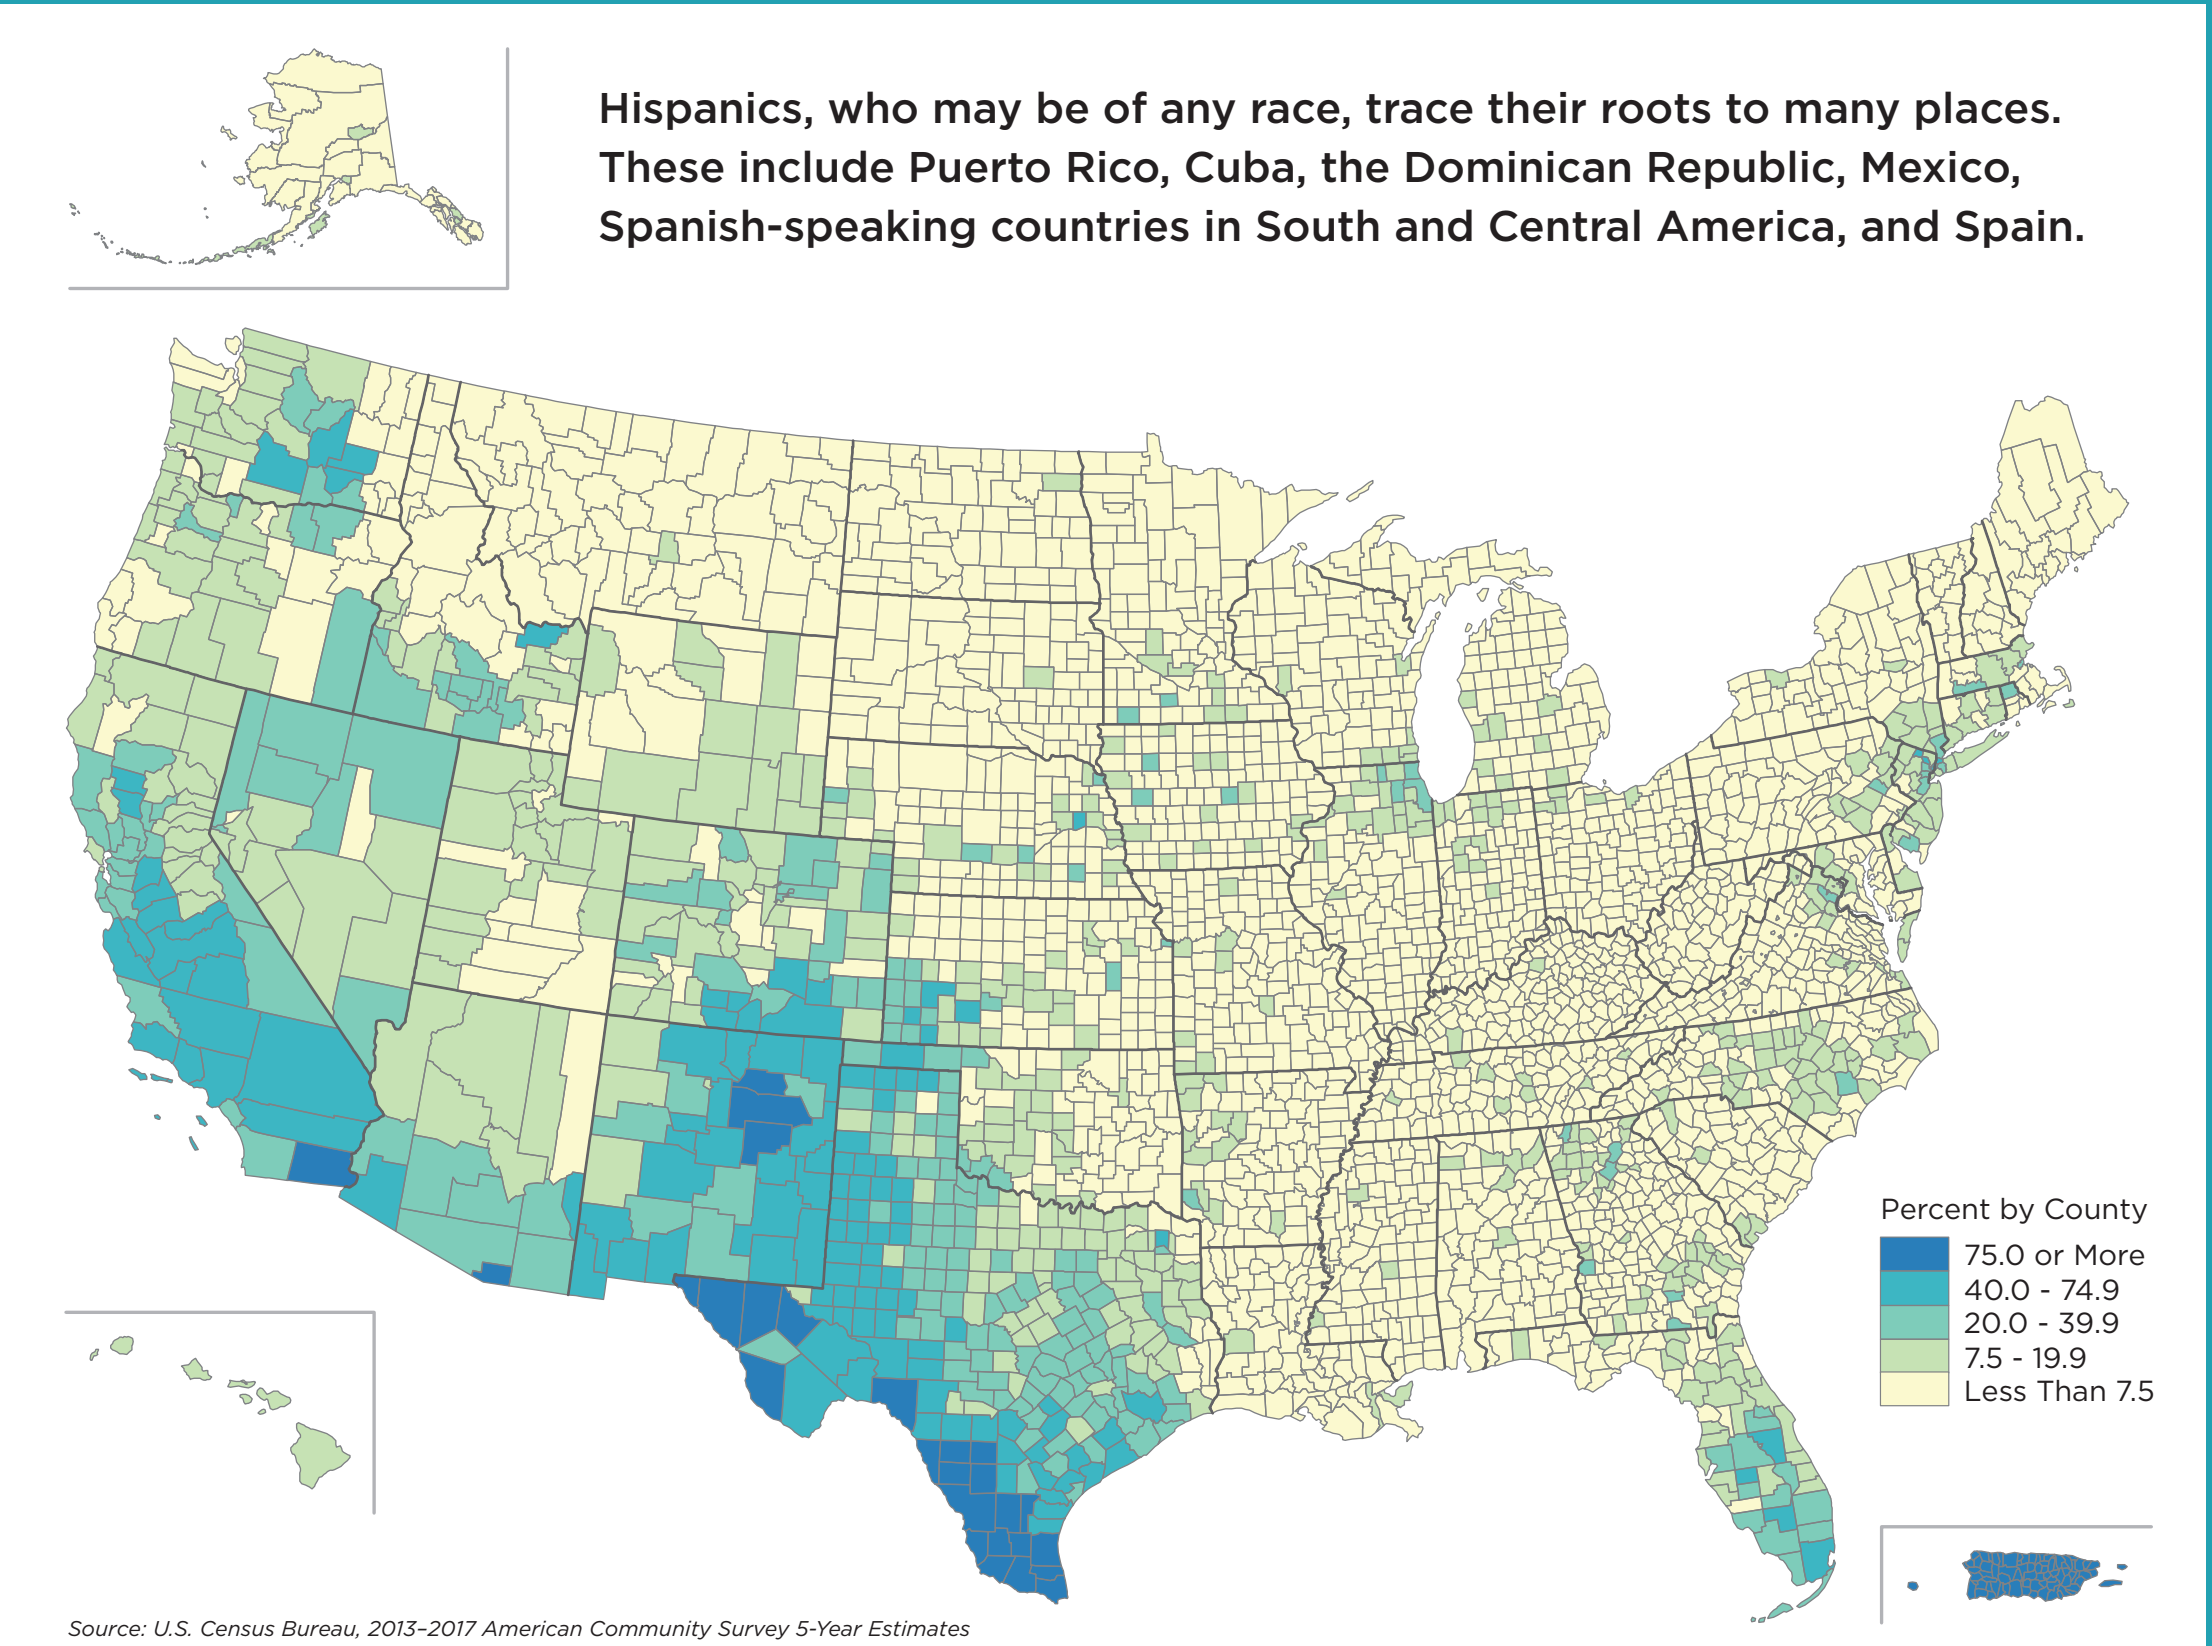 Hispanics, who may be of any race, trace their roots to many places.
These include Puerto Rico, Cuba, the Dominican Republic, Mexico,
Spanish-speaking countries in South and Central America, and Spain.
Percent by County
75.0 or More
40.0 - 74.9
20.0 - 39.9
7.5 - 19.9
Less Than 7.5
Source: U.S. Census Bureau, 2013–2017 American Community Survey 5-Year Estimates